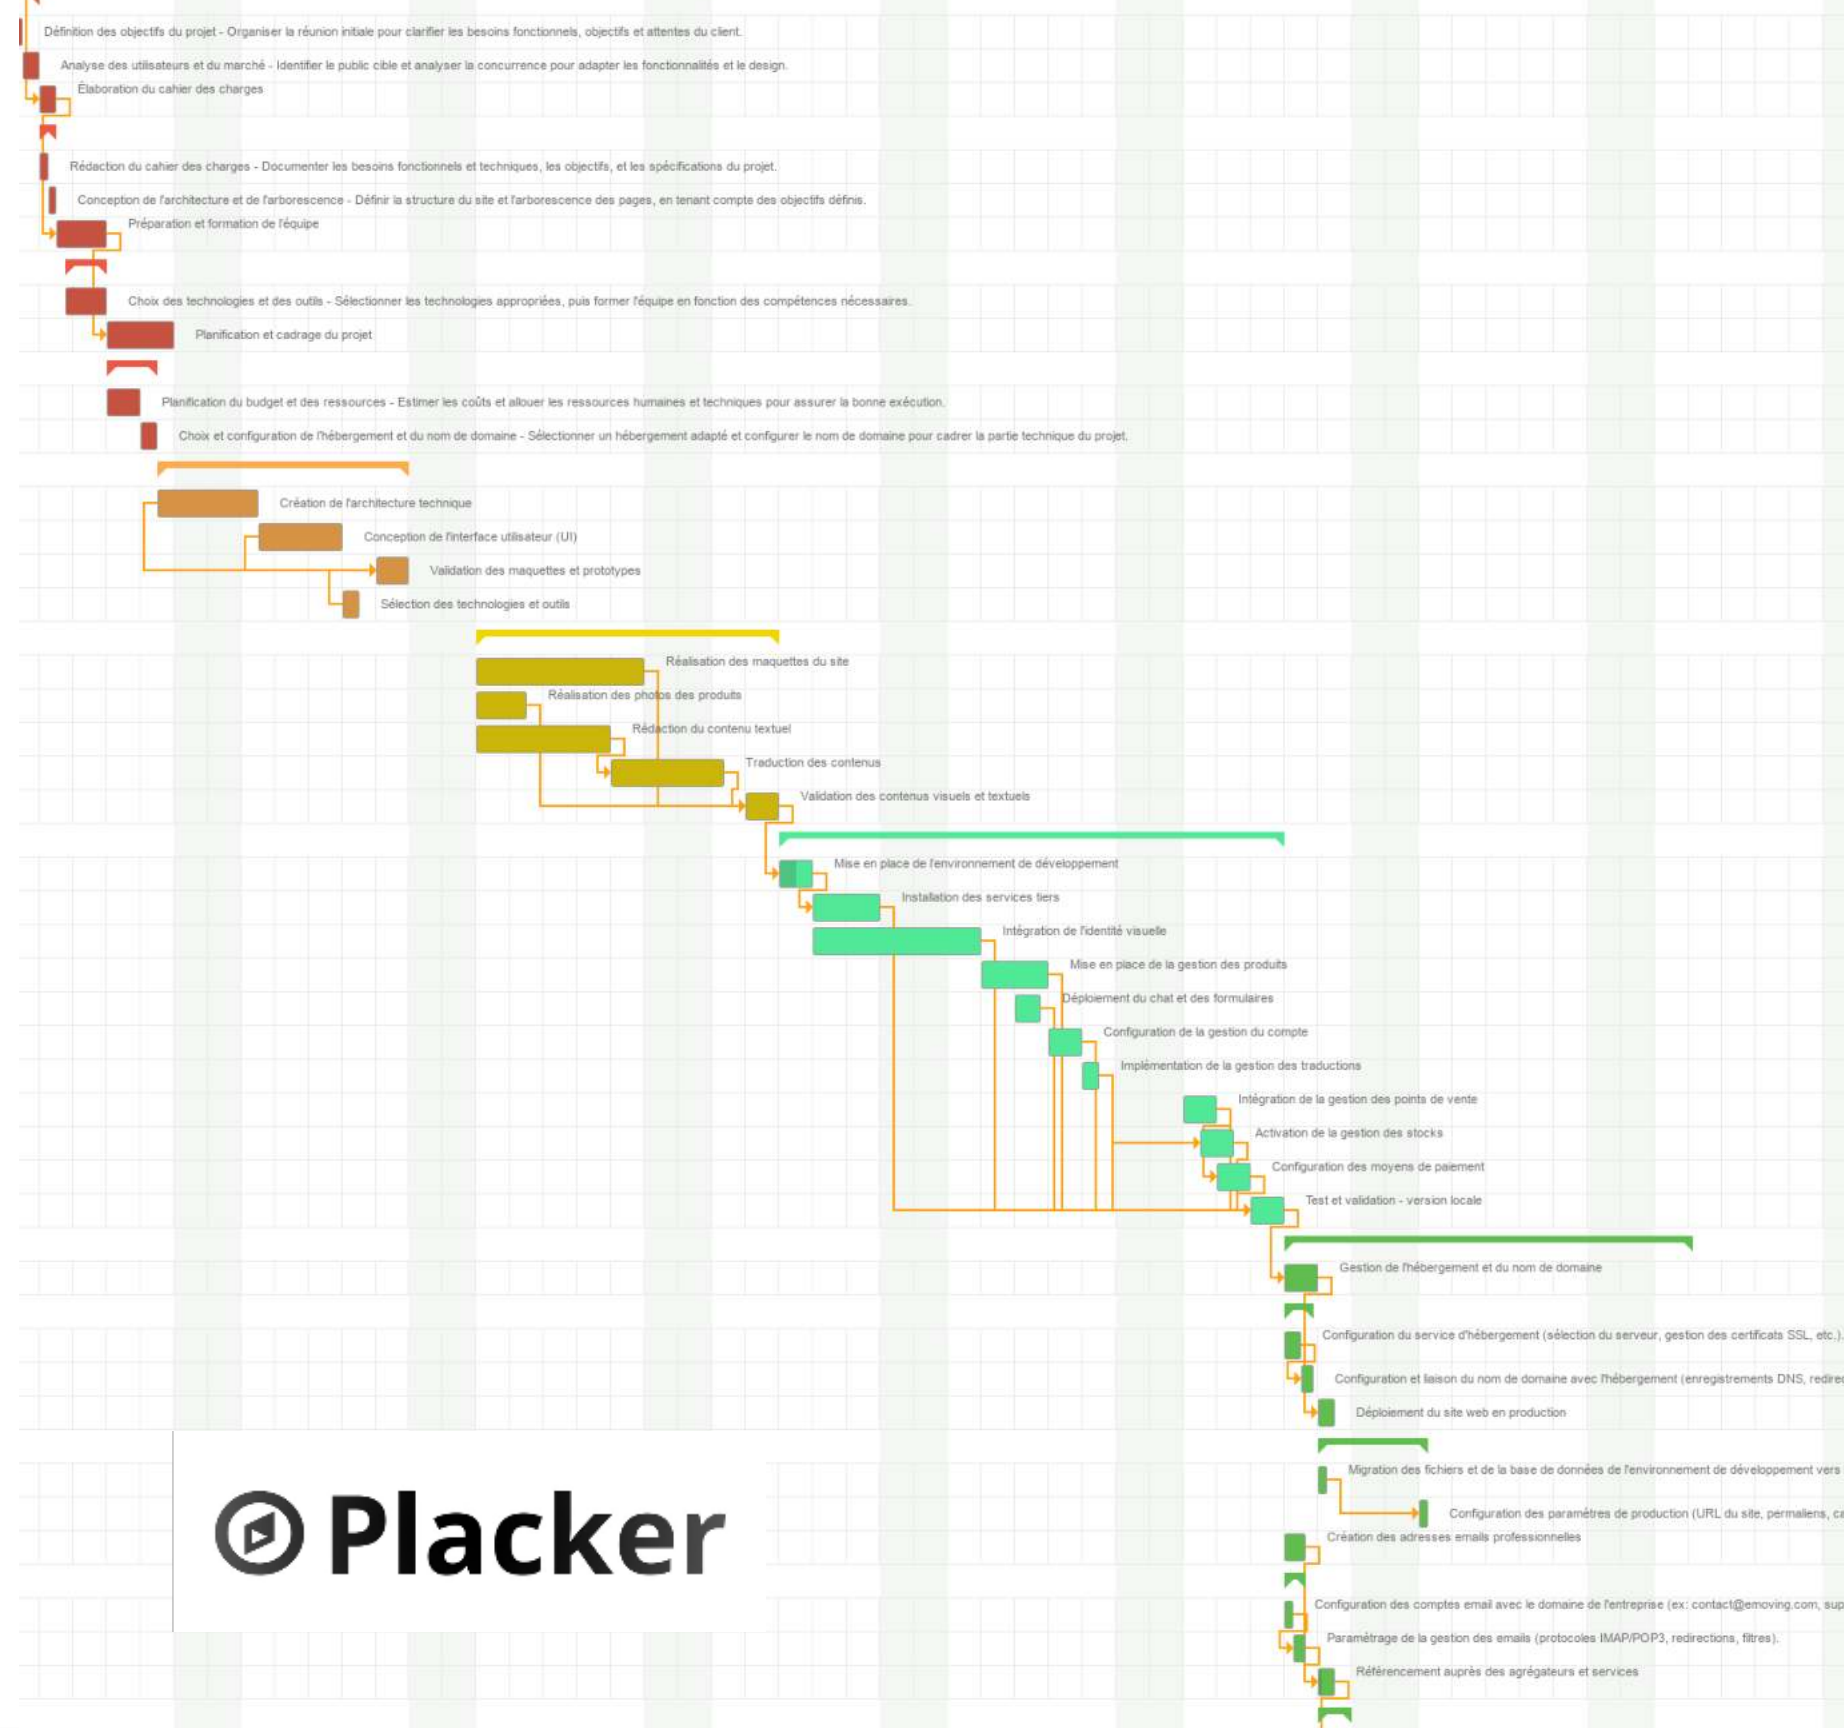 Définition des objectifs du projet - Organiser la réunion initiale pour clarifier les besoins fonctionnels, objectifs et attentes du client.
Analyse des utilisateurs et du marché - Identifier le public cible et analyser la concurrence pour adapter les fonctionnalités et le design.
Élaboration du cahier des charges
Rédaction du cahier des charges - Documenter les besoins fonctionnels et techniques, les objectifs, et les spécifications du projet.
Conception de l'architecture et de l'arborescence - Définir la structure du site et l'arborescence des pages, en tenant compte des objectifs définis.
Préparation et formation de l'équipe
Choix des technologies et des outils - Sélectionner les technologies appropriées, puis former l'équipe en fonction des compétences nécessaires.
Planification et cadrage du projet
Planification du budget et des ressources - Estimer les coûts et allouer les ressources humaines et techniques pour assurer la bonne exécution.
Choix et configuration de l'hébergement et du nom de domaine - Sélectionner un hébergement adapté et configurer le nom de domaine pour cadrer la partie technique du projet.
Création de l'architecture technique
Conception de l'interface utilisateur (UI)
Validation des maquettes et prototypes
Sélection des technologies et outils
Réalisation des maquettes du site
Réalisation des photos des produits
Rédaction du contenu textuel
Traduction des contenus
Validation des contenus visuels et textuels
Mise en place de l'environnement de développement
Installation des services tiers
Intégration de l'identité visuelle
Mise en place de la gestion des produits
Déploiement du chat et des formulaires
Configuration de la gestion du compte
Implémentation de la gestion des traductions
Intégration de la gestion des points de vente
Activation de la gestion des stocks
Configuration des moyens de paiement
Test et validation - version locale
Gestion de l'hébergement et du nom de domaine
Configuration du service d'hébergement (sélection du serveur, gestion des certificats SSL, etc.).
Configuration et liaison du nom de domaine avec l'hébergement (enregistrements DNS, redirec
Déploiement du site web en production
Migration des fichiers et de la base de données de l'environnement de développement vers
Configuration des paramètres de production (URL du site, permaliens, ca
Création des adresses emails professionnelles
Placker
Configuration des comptes email avec le domaine de l'entreprise (ex: contact@emoving.com, sup
Paramétrage de la gestion des emails (protocoles IMAP/POP3, redirections, filtres).
Référencement auprès des agrégateurs et services